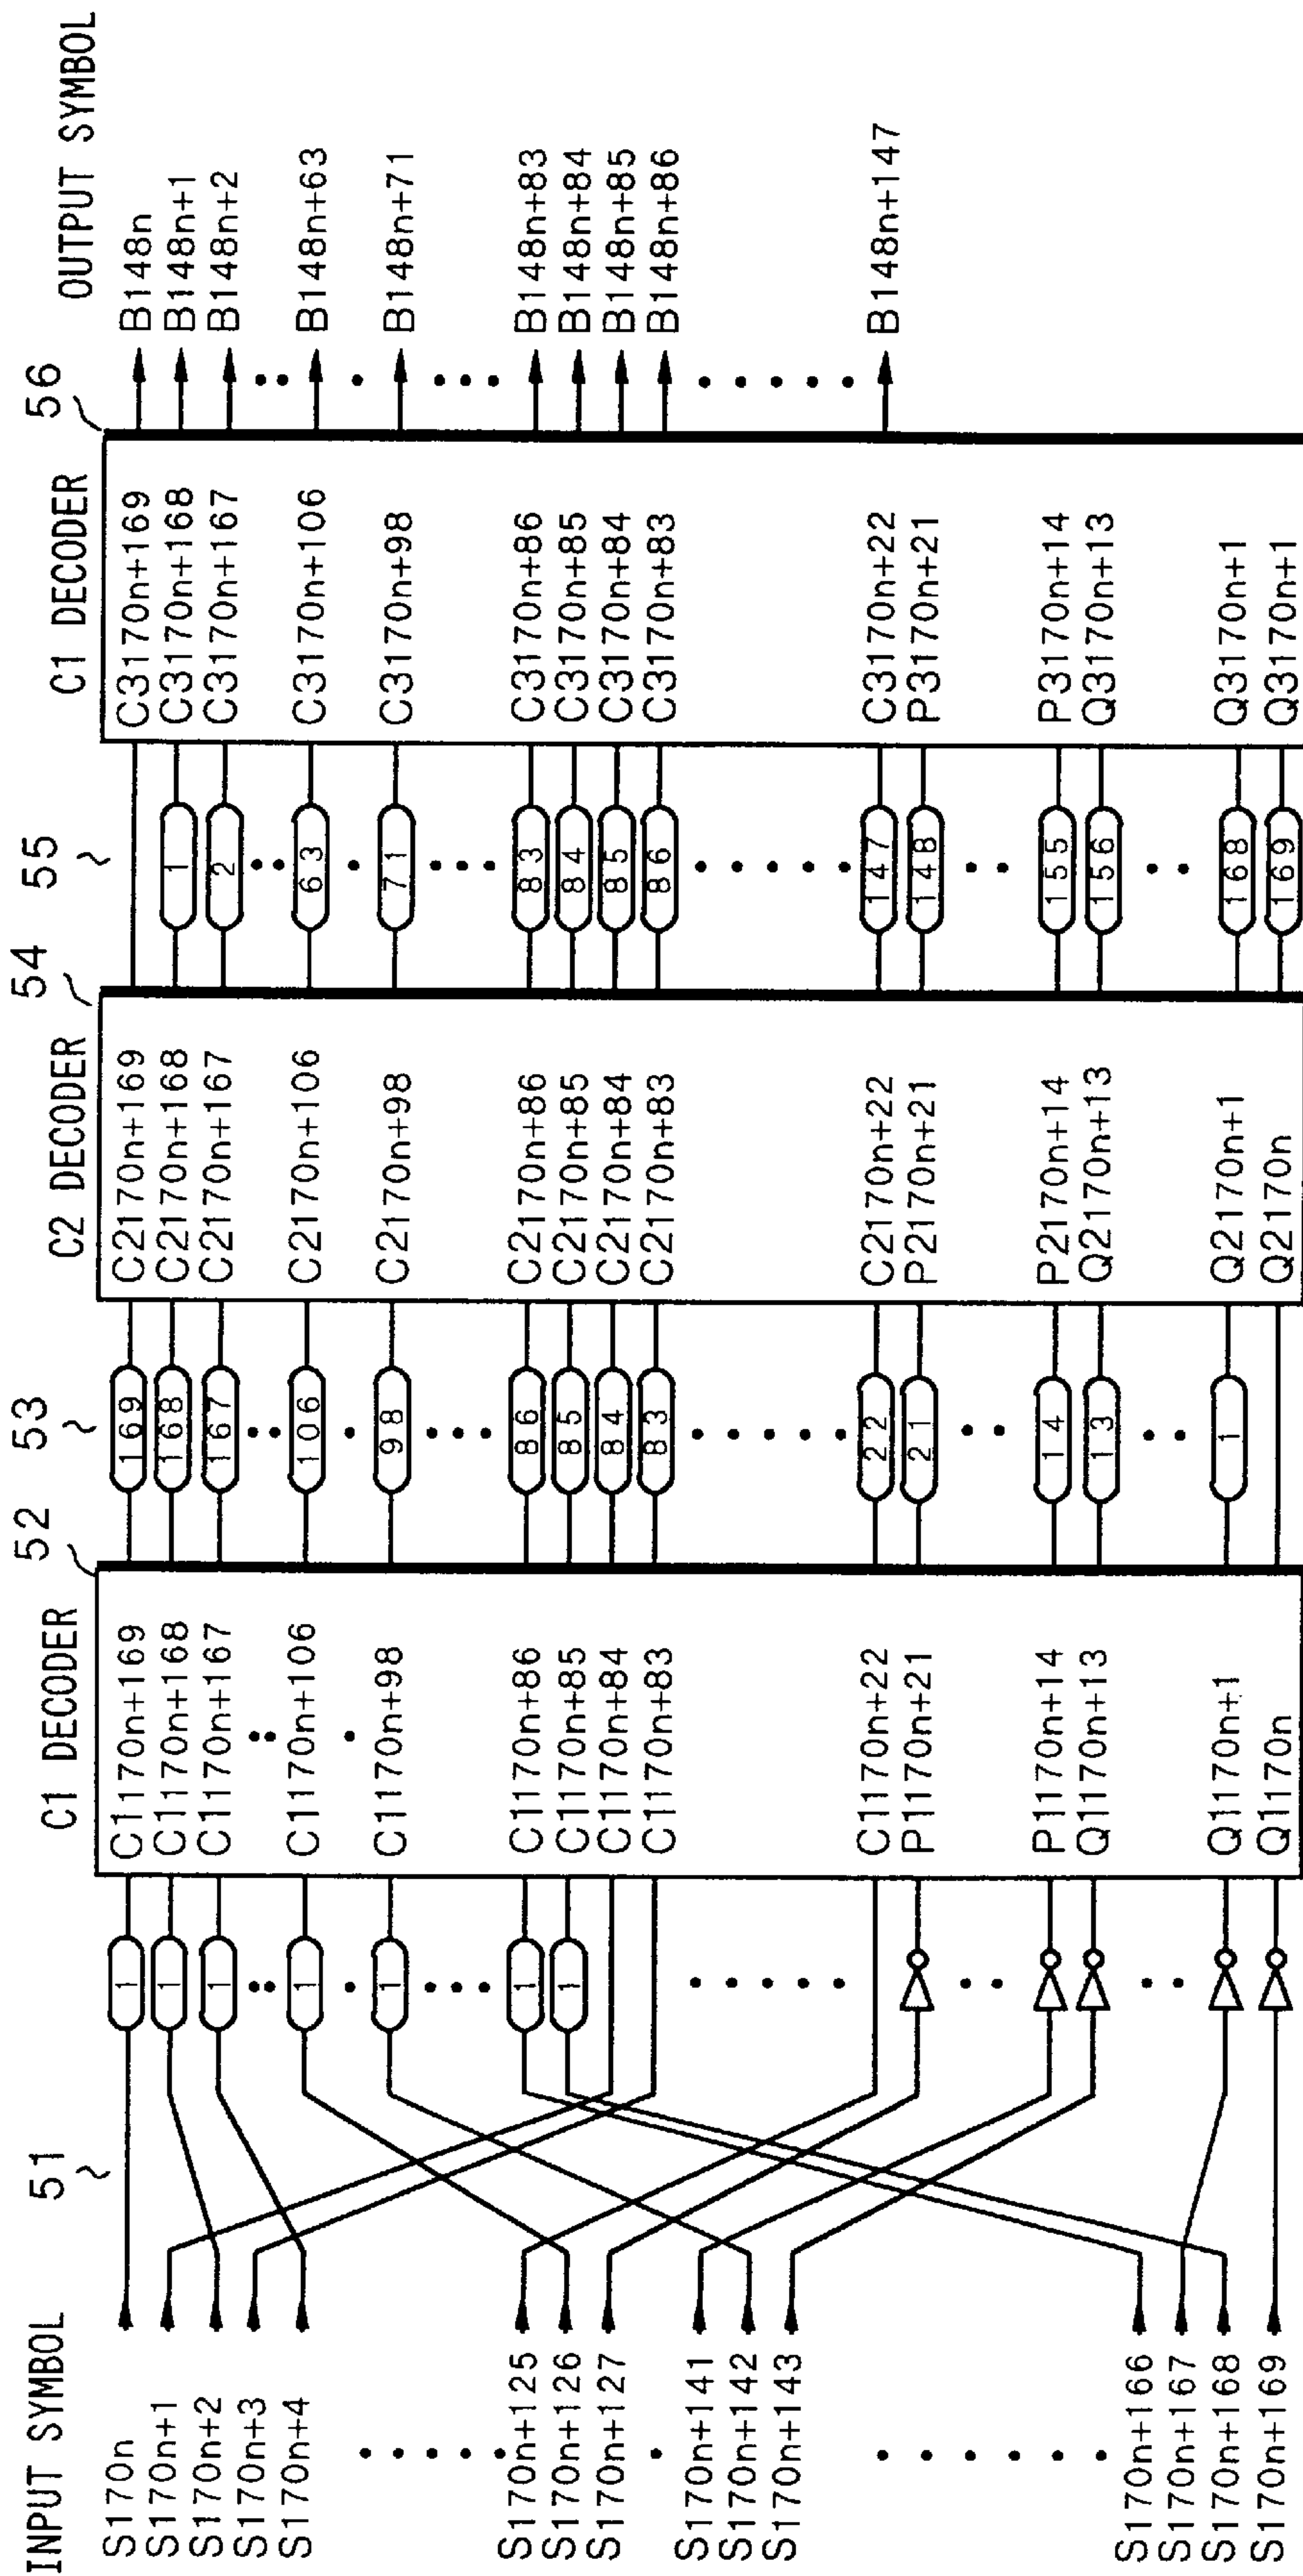 INPUT SYMBOL
S170n
S170n+1
S170n+2
S170n+3
S170n+4
S170n+125
S170n+126
S170n+127
S170n+141
S170n+142
S170n+143
S170n+166
S170n+167
S170n+168
S170n+169
51
1
1
1
1
1
1
1
52
C1 DECODER
C1170n+169
C1170n+168
C1170n+167
C1170n+106
C1170n+98
C1170n+86
C1170n+85
C1170n+84
C1170n+83
C1170n+22
P1170n+21
P1170n+14
Q1170n+13
Q1170n+1
Q1170n
53
169
168
167
106
98
86
85
84
83
22
21
14
13
1
54
C2 DECODER
C2170n+169
C2170n+168
C2170n+167
C2170n+106
C2170n+98
C2170n+86
C2170n+85
C2170n+84
C2170n+83
C2170n+22
P2170n+21
P2170n+14
Q2170n+13
Q2170n+1
Q2170n
55
1
2
63
71
83
84
85
86
147
148
155
156
168
169
56
C1 DECODER
C3170n+169
C3170n+168
C3170n+167
C3170n+106
C3170n+98
C3170n+86
C3170n+85
C3170n+84
C3170n+83
C3170n+22
P3170n+21
P3170n+14
Q3170n+13
Q3170n+1
Q3170n+1
OUTPUT SYMBOL
B148n
B148n+1
B148n+2
B148n+63
B148n+71
B148n+83
B148n+84
B148n+85
B148n+86
B148n+147